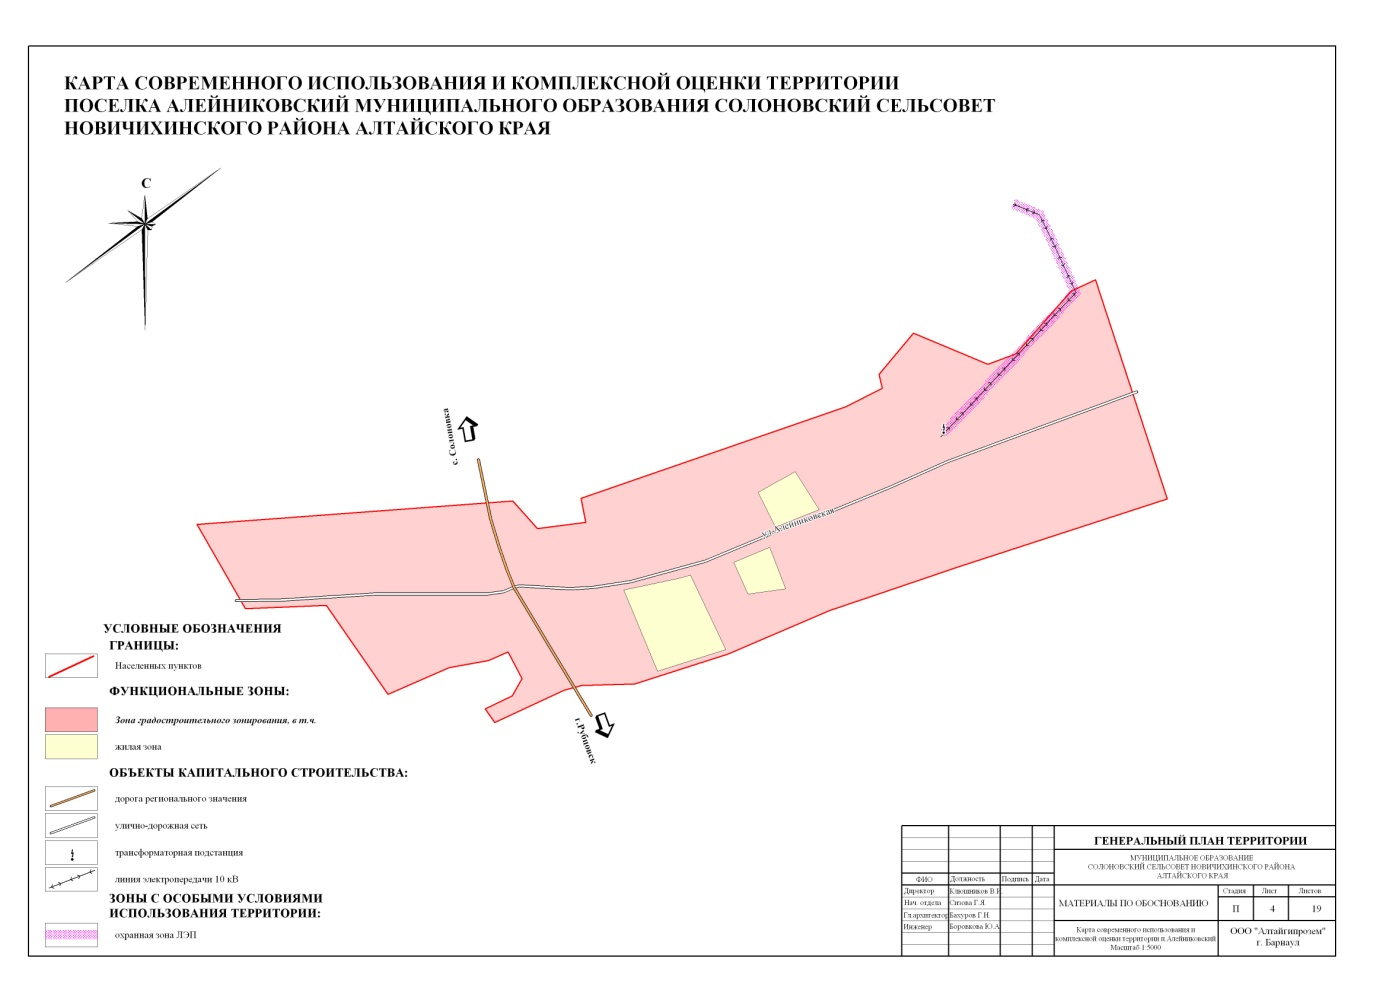 КАРТА СОВРЕМЕННОГО ИСПОЛЬЗОВАНИЯ И КОМПЛЕКСНОЙ ОЦЕНКИ ТЕРРИТОРИИ
ПОСЕЛКА АЛЕЙНИКОВСКИЙ МУНИЦИПАЛЬНОГО ОБРАЗОВАНИЯ СОЛОНОВСКИЙ СЕЛЬСОВЕТ
НОВИЧИХИНСКОГО РАЙОНА АЛТАЙСКОГО КРАЯ
С
с. Солоновка
ул. Алейниковская
г.Рубцовск
УСЛОВНЫЕ ОБОЗНАЧЕНИЯ
ГРАНИЦЫ:
Населенных пунктов
ФУНКЦИОНАЛЬНЫЕ ЗОНЫ:
Зона градостроительного зонирования, в т.ч.
жилая зона
ОБЪЕКТЫ КАПИТАЛЬНОГО СТРОИТЕЛЬСТВА:
дорога регионального значения
улично-дорожная сеть
трансформаторная подстанция
линия электропередачи 10 кВ
ЗОНЫ С ОСОБЫМИ УСЛОВИЯМИ
ИСПОЛЬЗОВАНИЯ ТЕРРИТОРИИ:
охранная зона ЛЭП
ФИО Должность Подпись Дата
Директор Клюшников В.И.
Нач. отдела Сизова Г.Я.
Гл.архитектор Бахуров Г.Н.
Инженер Боровкова Ю.А.
ГЕНЕРАЛЬНЫЙ ПЛАН ТЕРРИТОРИИ
МУНИЦИПАЛЬНОЕ ОБРАЗОВАНИЕ
СОЛОНОВСКИЙ СЕЛЬСОВЕТ НОВИЧИХИНСКОГО РАЙОНА
АЛТАЙСКОГО КРАЯ
МАТЕРИАЛЫ ПО ОБОСНОВАНИЮ
Стадия Лист Листов
П 4 19
Карта современного использования и
комплексной оценки территории п.Алейниковский
Масштаб 1:5000
ООО "Алтайгипрозем"
г. Барнаул